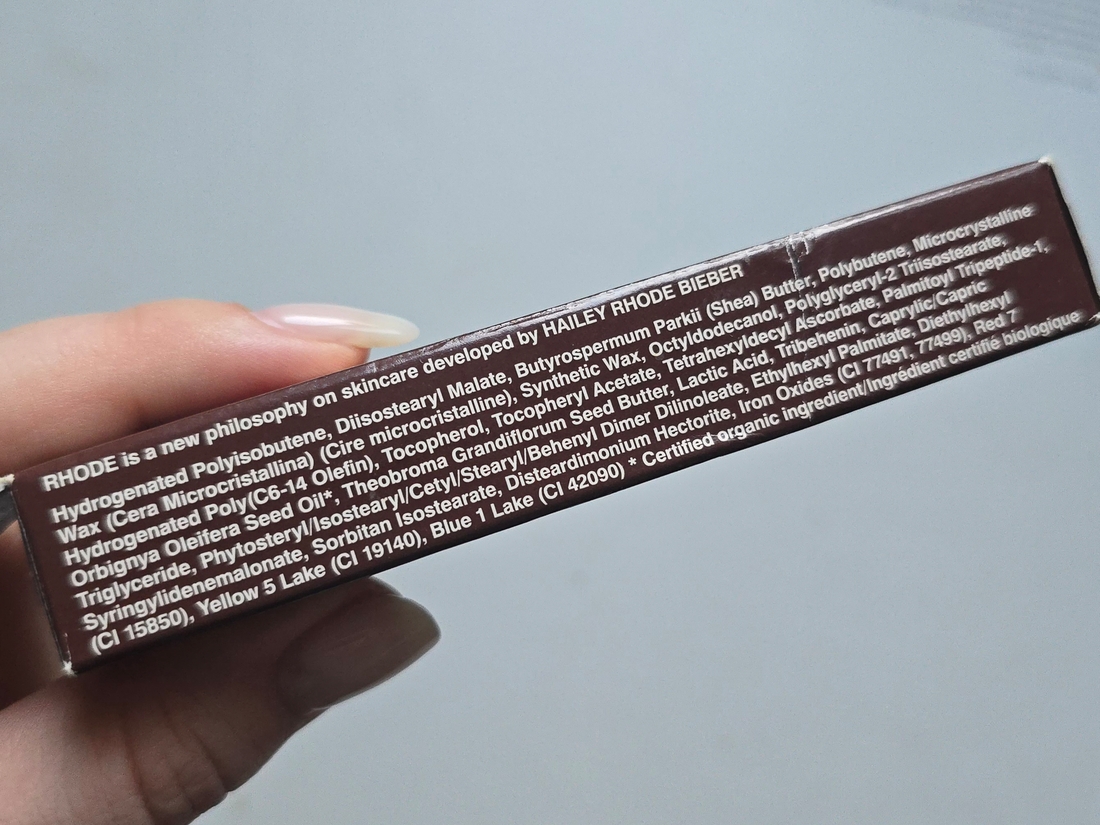 RHODE is a new philosophy on skincare developed by HAILEY RHODE BIEBER
Hydrogenated Polyisobutene, Diisostearyl Malate, Butyrospermum Parkii (Shea) Butter, Polybutene, Microcrystalline
Wax (Cera Microcristallina) (Cire microcristalline), Synthetic Wax, Octyldodecanol, Polyglyceryl-2 Triisostearate,
Hydrogenated Poly(C6-14 Olefin), Tocopherol, Tocopheryl Acetate, Tetrahexyldecyl Ascorbate, Palmitoyl Tripeptide-1,
Orbignya Oleifera Seed Oil*, Theobroma Grandiflorum Seed Butter, Lactic Acid, Tribehenin, Caprylic/Capric
Triglyceride, Phytosteryl/Isostearyl/Cetyl/Stearyl/Behenyl Dimer Dilinoleate, Ethylhexyl Palmitate, Diethylhexyl
Syringylidenemalonate, Sorbitan Isostearate, Disteardimonium Hectorite, Iron Oxides (CI 77491, 77499), Red 7
(CI 15850), Yellow 5 Lake (CI 19140), Blue 1 Lake (CI 42090) * Certified organic ingredient/Ingrédient certifié biologique